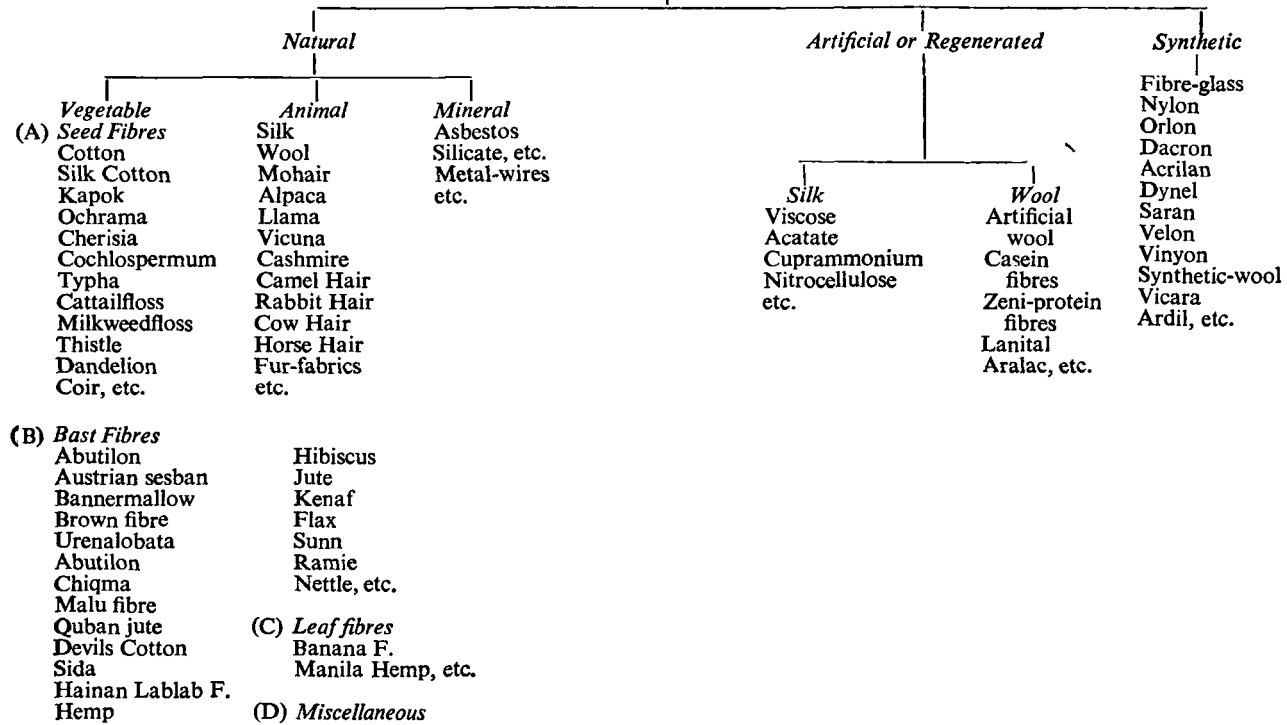 Natural
Artificial or Regenerated
Synthetic
Vegetable
(A) Seed Fibres
Cotton
Silk Cotton
Kapok
Ochrama
Cherisia
Cochlospermum
Typha
Cattailfloss
Milkweedfloss
Thistle
Dandelion
Coir, etc.
Animal
Silk
Wool
Mohair
Alpaca
Llama
Vicuna
Cashmire
Camel Hair
Rabbit Hair
Cow Hair
Horse Hair
Fur-fabrics
etc.
Mineral
Asbestos
Silicate, etc.
Metal-wires
etc.
Silk
Viscose
Acatate
Cuprammonium
Nitrocellulose
etc.
Wool
Artificial
wool
Casein
fibres
Zeni-protein
fibres
Lanital
Aralac, etc.
Fibre-glass
Nylon
Orlon
Dacron
Acrilan
Dynel
Saran
Velon
Vinyon
Synthetic-wool
Vicara
Ardil, etc.
(B) Bast Fibres
Abutilon
Austrian sesban
Bannermallow
Brown fibre
Urenalobata
Abutilon
Chiqma
Malu fibre
Quban jute
Devils Cotton
Sida
Hainan Lablab F.
Hemp
Hibiscus
Jute
Kenaf
Flax
Sunn
Ramie
Nettle, etc.
(C) Leaf fibres
Banana F.
Manila Hemp, etc.
(D) Miscellaneous